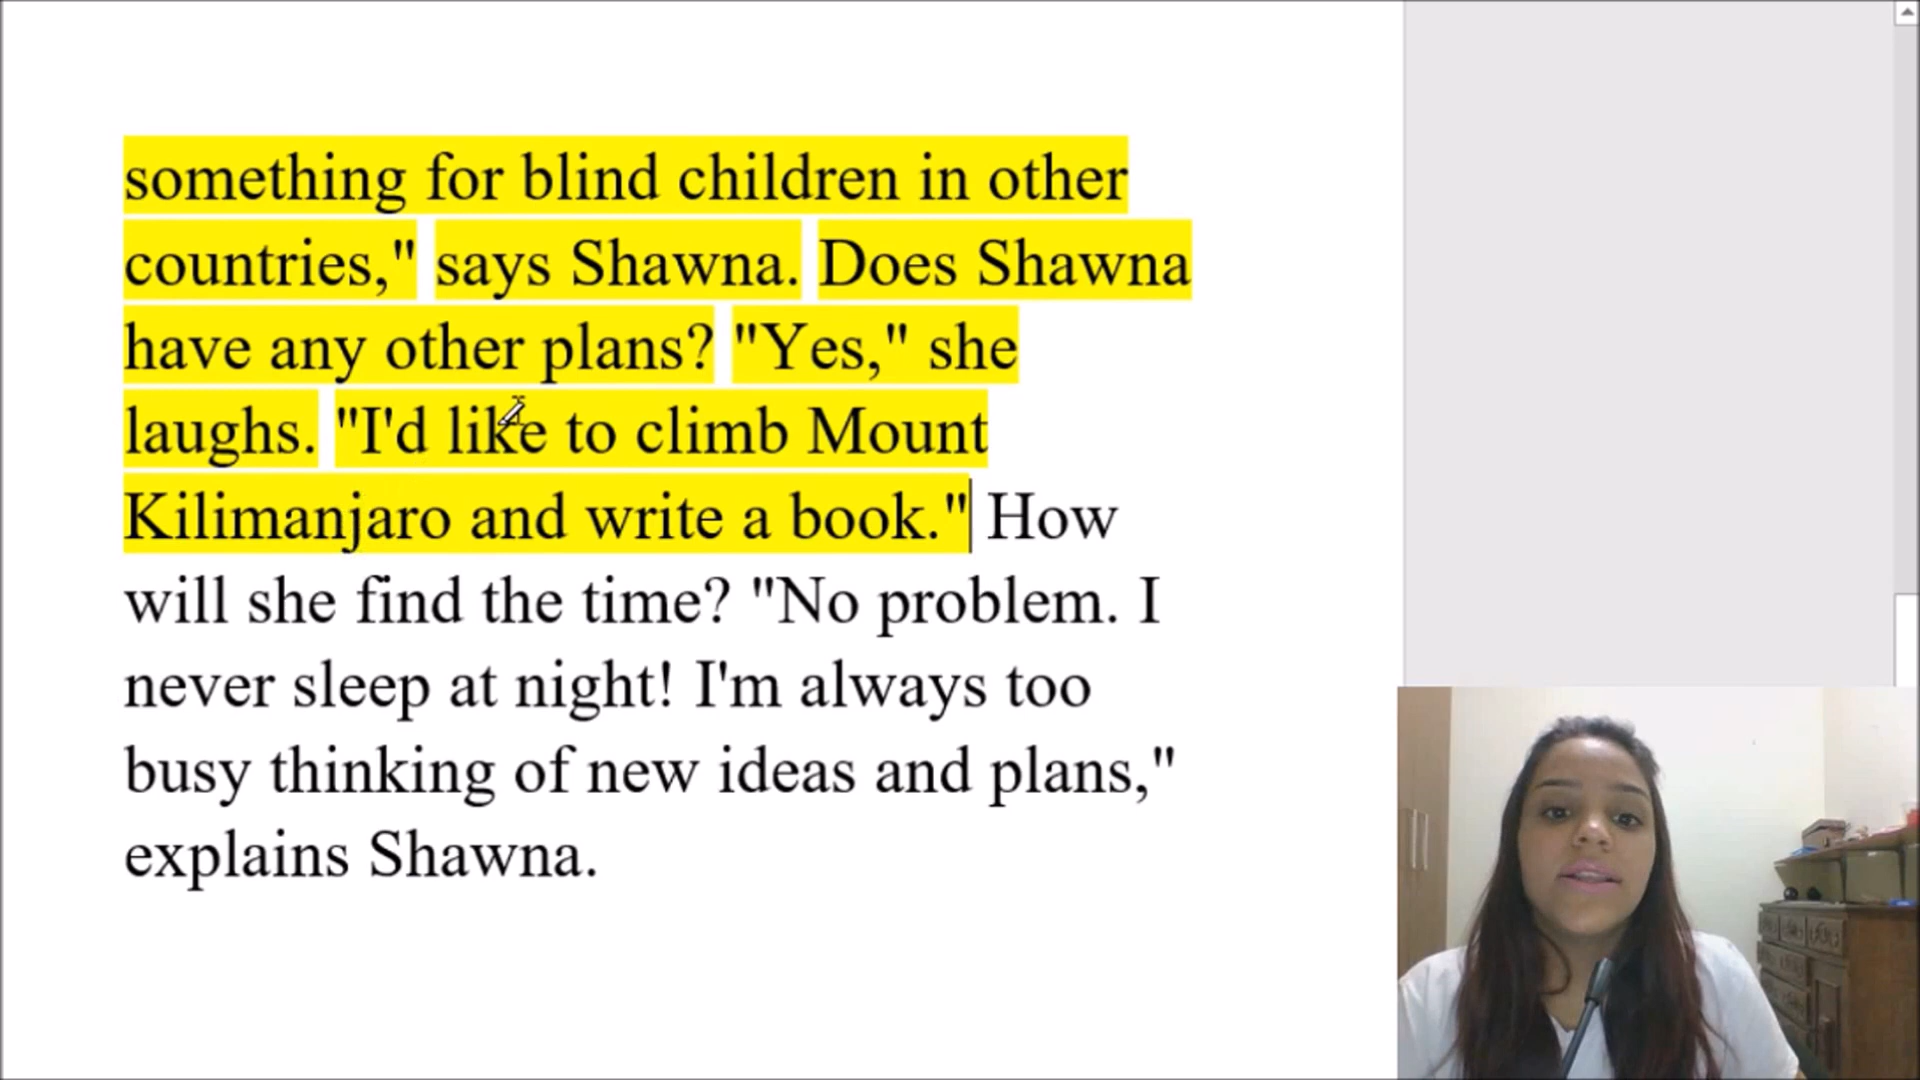 something for blind children in other
countries," says Shawna. Does Shawna
have any other plans? "Yes," she
laughs. "I'd like to climb Mount
Kilimanjaro and write a book." How
will she find the time? "No problem. I
never sleep at night! I'm always too
busy thinking of new ideas and plans,"
explains Shawna.